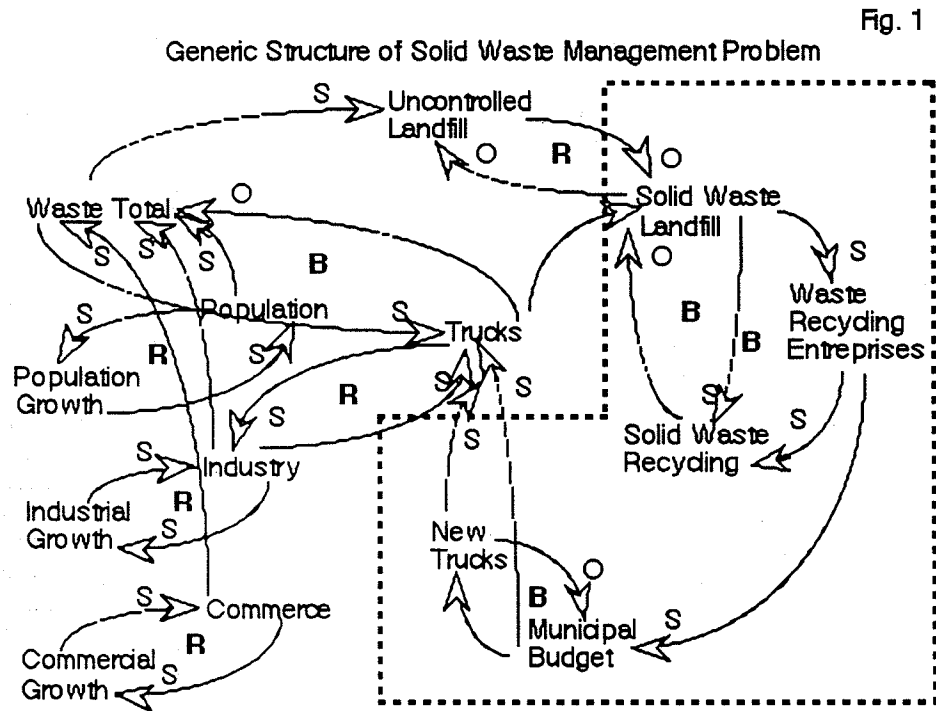 Fig. 1
Generic Structure of Solid Waste Management Problem
S
Uncontrolled
Landfill
O
R
O
Waste Total
O
Solid Waste
Landfill
S
S
S
B
O
S
Population
S
S
Trucks
B
B
Waste
Recyding
Entreprises
R
S
Population
Growth
R
S
S
S
S
S
S
Solid Waste
Recycling
S
Industry
Industrial
Growth
R
S
New
Trucks
O
S
Commerce
B
Municipal
Budget
S
R
Commercial
Growth
S